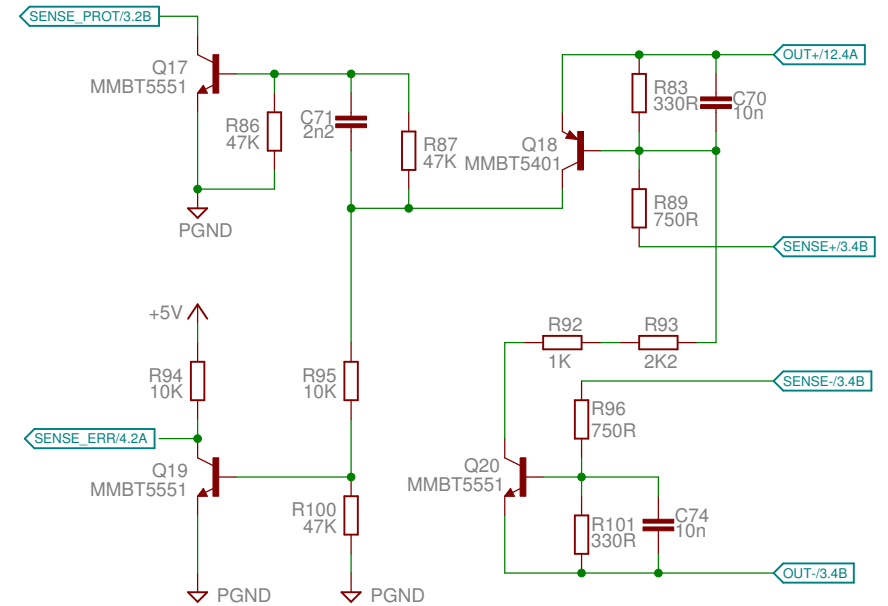 SENSE_PROT/3.2B
Q17
MMBT5551
R86
47K
C71
2n2
R87
47K
PGND
Q18
MMBT5401
R83
330R
C70
10n
OUT+/12.4A
R89
750R
SENSE+/3.4B
+5V
R94
10K
R95
10K
R92
1K
R93
2K2
SENSE-/3.4B
R96
750R
SENSE_ERR/4.2A
Q19
MMBT5551
R100
47K
Q20
MMBT5551
R101
330R
C74
10n
OUT-/3.4B
PGND
PGND